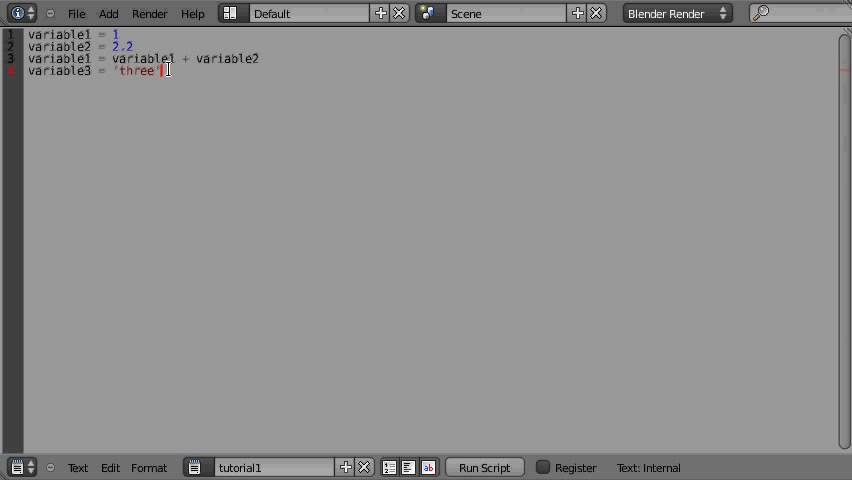 File Add Render Help Default Scene Blender Render
1 variable1 = 1
2 variable2 = 2.2
3 variable1 = variable1 + variable2
4 variable3 = 'three'
Text Edit Format tutorial1 Run Script Register Text: Internal